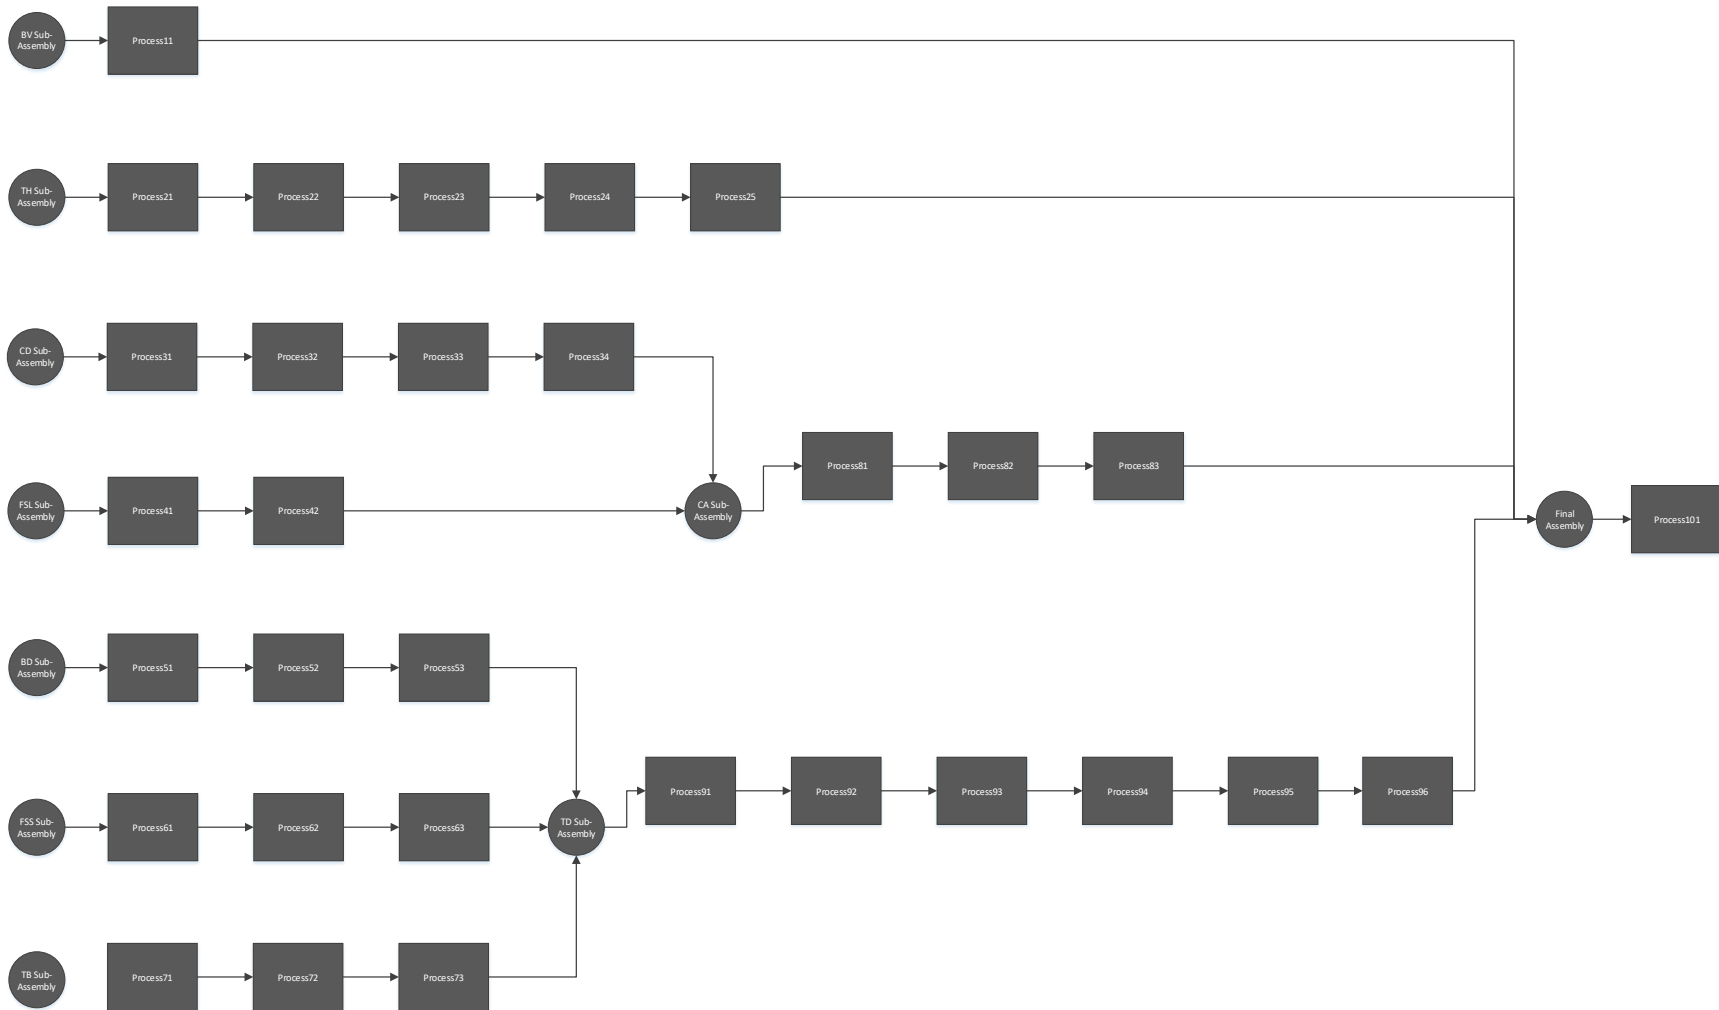 BV Sub-
Assembly
Process11
TH Sub-
Assembly
Process21
Process22
Process23
Process24
Process25
CD Sub-
Assembly
Process31
Process32
Process33
Process34
FSL Sub-
Assembly
Process41
Process42
CA Sub-
Assembly
Process81
Process82
Process83
Final
Assembly
Process101
BD Sub-
Assembly
Process51
Process52
Process53
FSS Sub-
Assembly
Process61
Process62
Process63
TD Sub-
Assembly
Process91
Process92
Process93
Process94
Process95
Process96
TB Sub-
Assembly
Process71
Process72
Process73